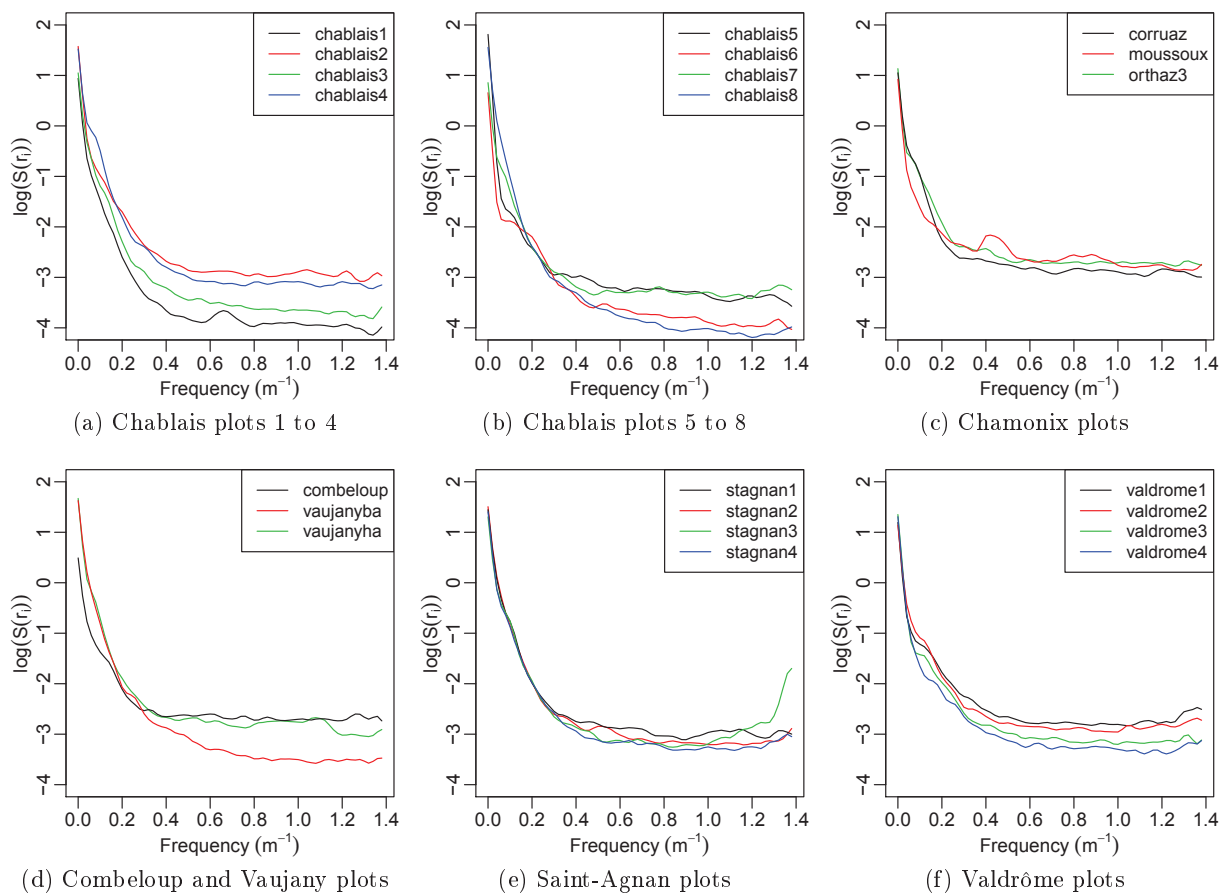 log(S(rᵢ))
2
1
0
−1
−2
−3
−4
chablais1
chablais2
chablais3
chablais4
0.0 0.2 0.4 0.6 0.8 1.0 1.2 1.4
Frequency (m⁻¹)
(a) Chablais plots 1 to 4
log(S(rᵢ))
2
1
0
−1
−2
−3
−4
chablais5
chablais6
chablais7
chablais8
0.0 0.2 0.4 0.6 0.8 1.0 1.2 1.4
Frequency (m⁻¹)
(b) Chablais plots 5 to 8
log(S(rᵢ))
2
1
0
−1
−2
−3
−4
corruaz
moussoux
orthaz3
0.0 0.2 0.4 0.6 0.8 1.0 1.2 1.4
Frequency (m⁻¹)
(c) Chamonix plots
log(S(rᵢ))
2
1
0
−1
−2
−3
−4
combeloup
vaujanyba
vaujanyha
0.0 0.2 0.4 0.6 0.8 1.0 1.2 1.4
Frequency (m⁻¹)
(d) Combeloup and Vaujany plots
log(S(rᵢ))
2
1
0
−1
−2
−3
−4
stagnan1
stagnan2
stagnan3
stagnan4
0.0 0.2 0.4 0.6 0.8 1.0 1.2 1.4
Frequency (m⁻¹)
(e) Saint-Agnan plots
log(S(rᵢ))
2
1
0
−1
−2
−3
−4
valdrome1
valdrome2
valdrome3
valdrome4
0.0 0.2 0.4 0.6 0.8 1.0 1.2 1.4
Frequency (m⁻¹)
(f) Valdrôme plots